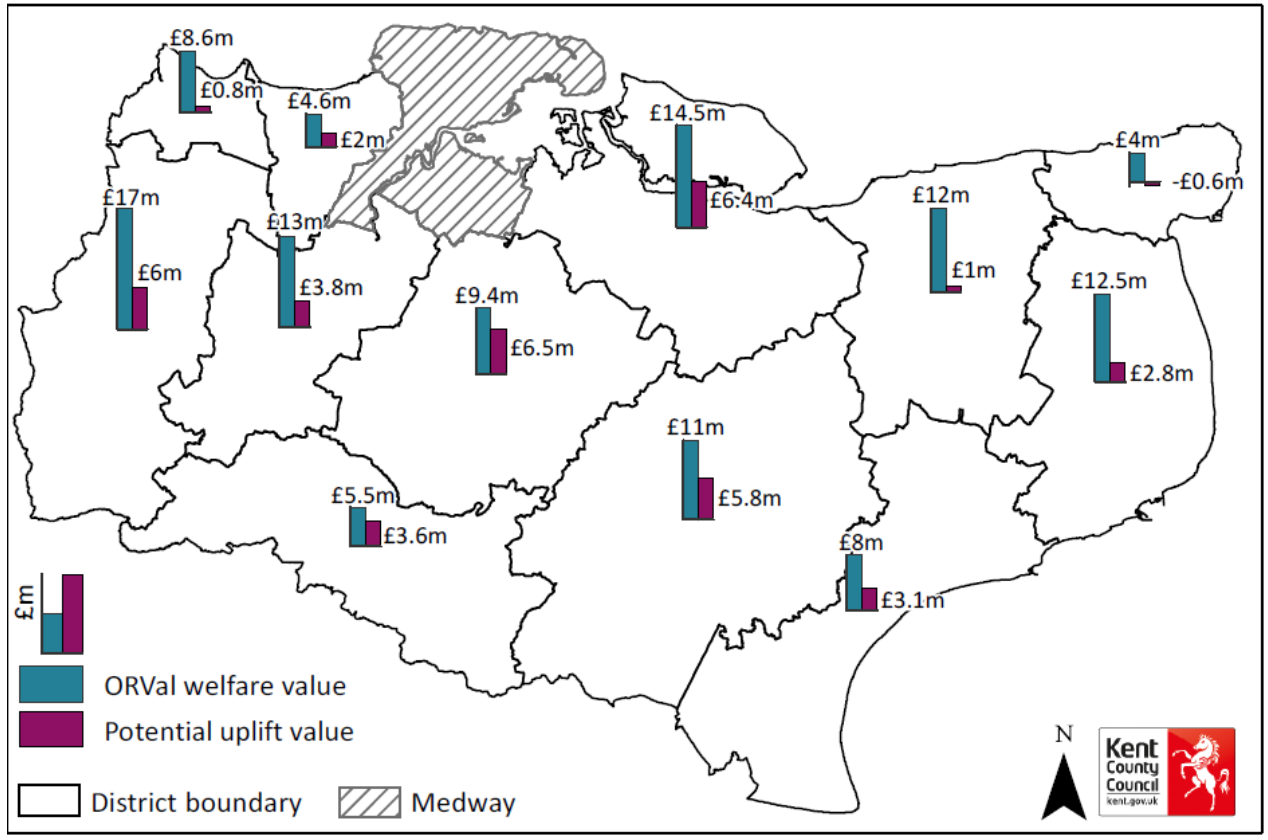 £8.6m
£0.8m
£4.6m
£2m
£14.5m
£6.4m
£4m
-£0.6m
£17m
£6m
£13m
£3.8m
£12m
£1m
£9.4m
£6.5m
£12.5m
£2.8m
£11m
£5.8m
£5.5m
£3.6m
£8m
£3.1m
£m
ORVal welfare value
Potential uplift value
District boundary
Medway
N
Kent
County
Council
kent.gov.uk